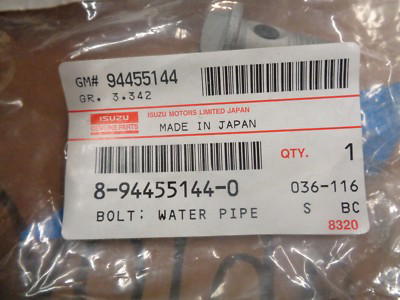 GM# 94455144
GR. 3.342
ISUZU
GENUINE PARTS
ISUZU MOTORS LIMITED JAPAN
MADE IN JAPAN
QTY. 1
8-94455144-0 036-116
BOLT: WATER PIPE S BC
8320